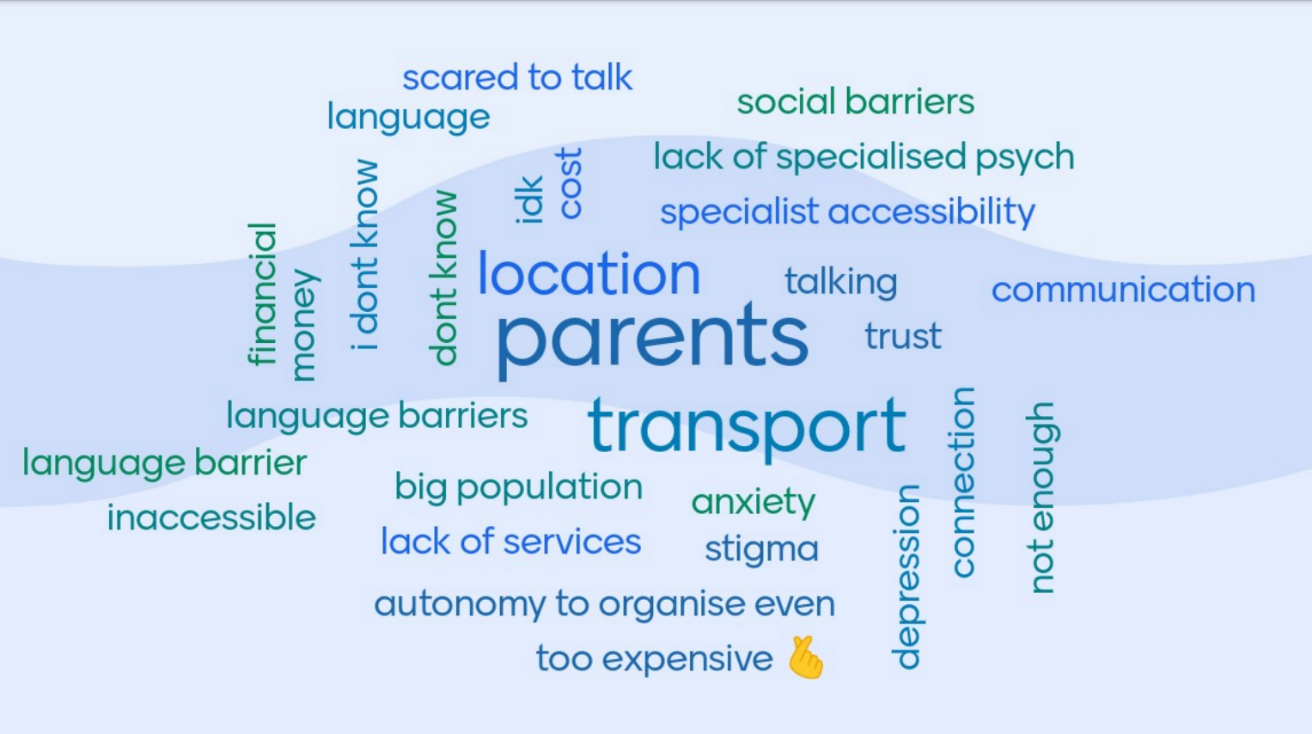 scared to talk
language
social barriers
lack of specialised psych
specialist accessibility
idk
cost
i dont know
dont know
financial
money
location
talking
communication
parents
trust
language barriers
transport
language barrier
inaccessible
big population
anxiety
connection
not enough
lack of services
stigma
depression
autonomy to organise even
too expensive 🫰